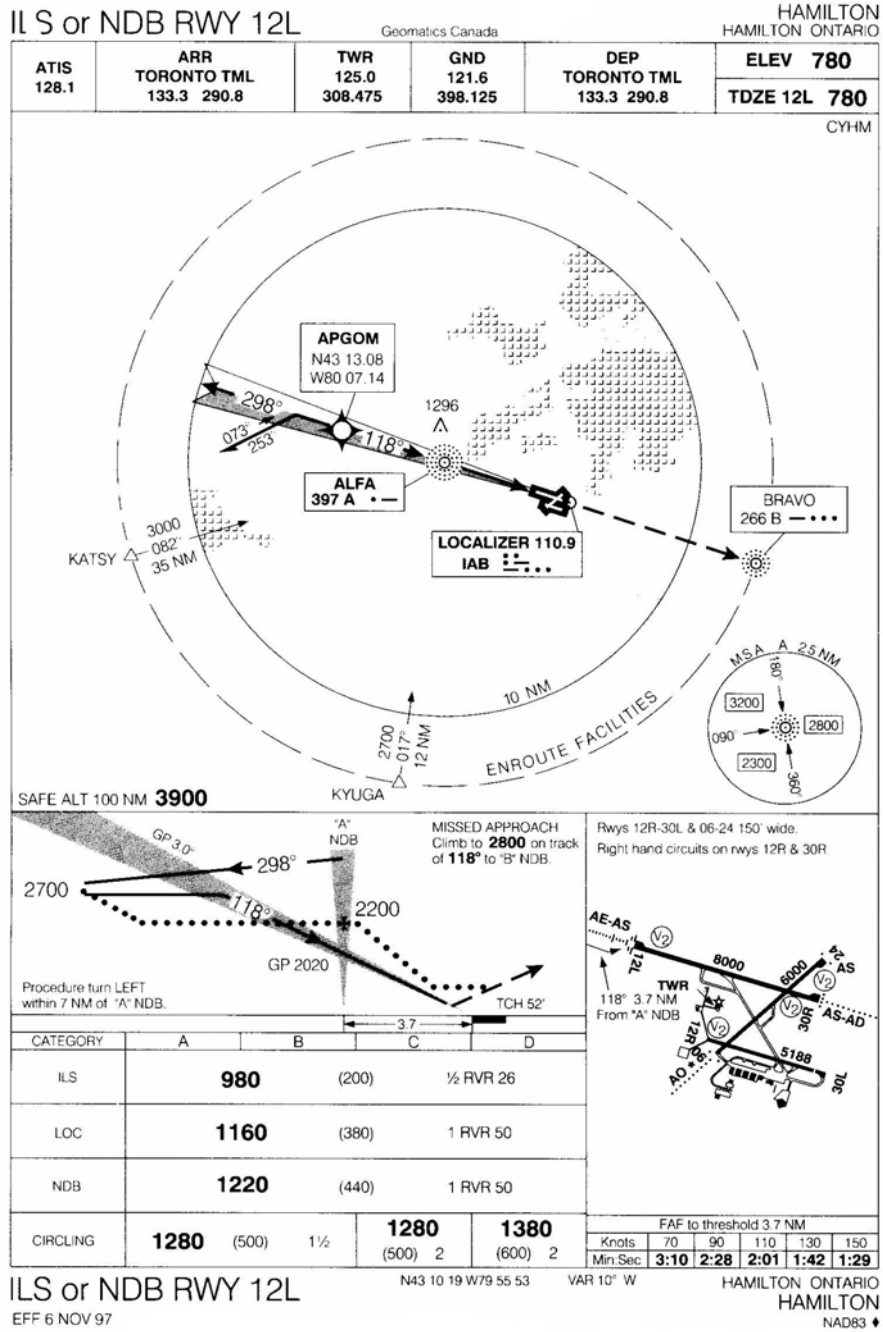 ILS or NDB RWY 12L
Geomatics Canada
HAMILTON
HAMILTON ONTARIO
ATIS
128.1
ARR
TORONTO TML
133.3 290.8
TWR
125.0
308.475
GND
121.6
398.125
DEP
TORONTO TML
133.3 290.8
ELEV 780
TDZE 12L 780
CYHM
APGOM
N43 13.08
W80 07.14
298°
073°
253
118°
1296
ALFA
397 A
LOCALIZER 110.9
IAB
BRAVO
266 B
3000
082°
35 NM
KATSY
10 NM
2700
017°
12 NM
KYUGA
ENROUTE FACILITIES
MSA A 25 NM
180°
3200
2800
090°
2300
360°
SAFE ALT 100 NM 3900
GP 3.0°
"A"
NDB
298°
2700
118°
2200
GP 2020
MISSED APPROACH
Climb to 2800 on track
of 118° to "B" NDB.
Procedure turn LEFT
within 7 NM of "A" NDB.
TCH 52'
3.7
Rwys 12R-30L & 06-24 150' wide.
Right hand circuits on rwys 12R & 30R
AE-AS
V2
12L
8000
6000
24
AS
V2
118° 3.7 NM
From "A" NDB
TWR
V2
V2
30R
AS-AD
12R
06
AO
5188
30L
CATEGORY A B C D
ILS 980 (200) ½ RVR 26
LOC 1160 (380) 1 RVR 50
NDB 1220 (440) 1 RVR 50
CIRCLING 1280 (500) 1½ 1280 (500) 2 1380 (600) 2
FAF to threshold 3.7 NM
Knots 70 90 110 130 150
Min:Sec 3:10 2:28 2:01 1:42 1:29
ILS or NDB RWY 12L
EFF 6 NOV 97
N43 10 19 W79 55 53
VAR 10° W
HAMILTON ONTARIO
HAMILTON
NAD83